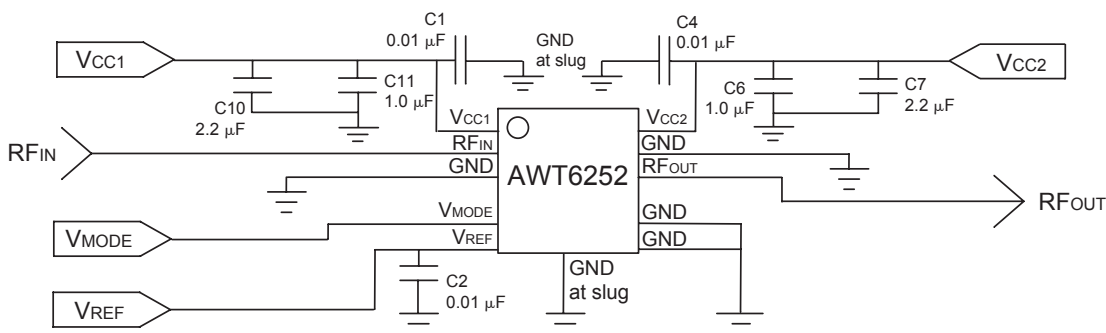 VCC1
C1
0.01 µF
GND
at slug
C4
0.01 µF
VCC2
C10
2.2 µF
C11
1.0 µF
C6
1.0 µF
C7
2.2 µF
VCC1
VCC2
RFIN
RFIN
GND
GND
AWT6252
RFOUT
RFOUT
VMODE
VMODE
GND
VREF
GND
C2
0.01 µF
GND
at slug
VREF